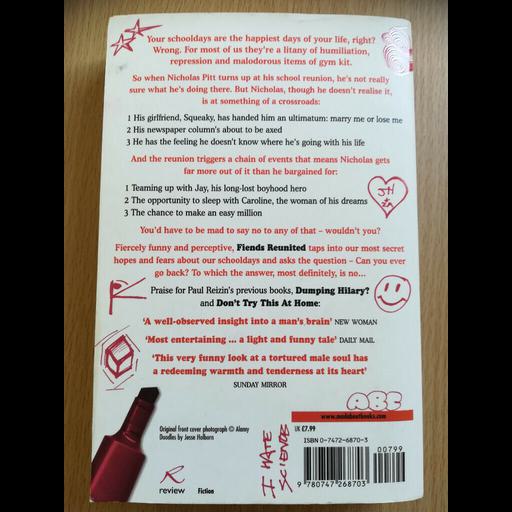 Your schooldays are the happiest days of your life, right?
Wrong. For most of us they're a litany of humiliation,
repression and malodorous items of gym kit.
So when Nicholas Pitt turns up at his school reunion, he's not really
sure what he's doing there. But Nicholas, though he doesn't realise it,
is at something of a crossroads:
1 His girlfriend, Squeaky, has handed him an ultimatum: marry me or lose me
2 His newspaper column's about to be axed
3 He has the feeling he doesn't know where he's going with his life
And the reunion triggers a chain of events that means Nicholas gets
far more out of it than he bargained for:
1 Teaming up with Jay, his long-lost boyhood hero
2 The opportunity to sleep with Caroline, the woman of his dreams
3 The chance to make an easy million
JH
+
You'd have to be mad to say no to any of that – wouldn't you?
Fiercely funny and perceptive, Fiends Reunited taps into our most secret
hopes and fears about our schooldays and asks the question – Can you ever
go back? To which the answer, most definitely, is no...
Praise for Paul Reizin's previous books, Dumping Hilary?
and Don't Try This At Home:
'A well-observed insight into a man's brain' NEW WOMAN
'Most entertaining ... a light and funny tale' DAILY MAIL
'This very funny look at a tortured male soul has
a redeeming warmth and tenderness at its heart'
SUNDAY MIRROR
ABC
www.madaboutbooks.com
Original front cover photograph © Alamy
Doodles by Jesse Holborn
I HATE
SCIENCE
UK £7.99
ISBN 0-7472-6870-3
00799
9 780747 268703
R
review
Fiction